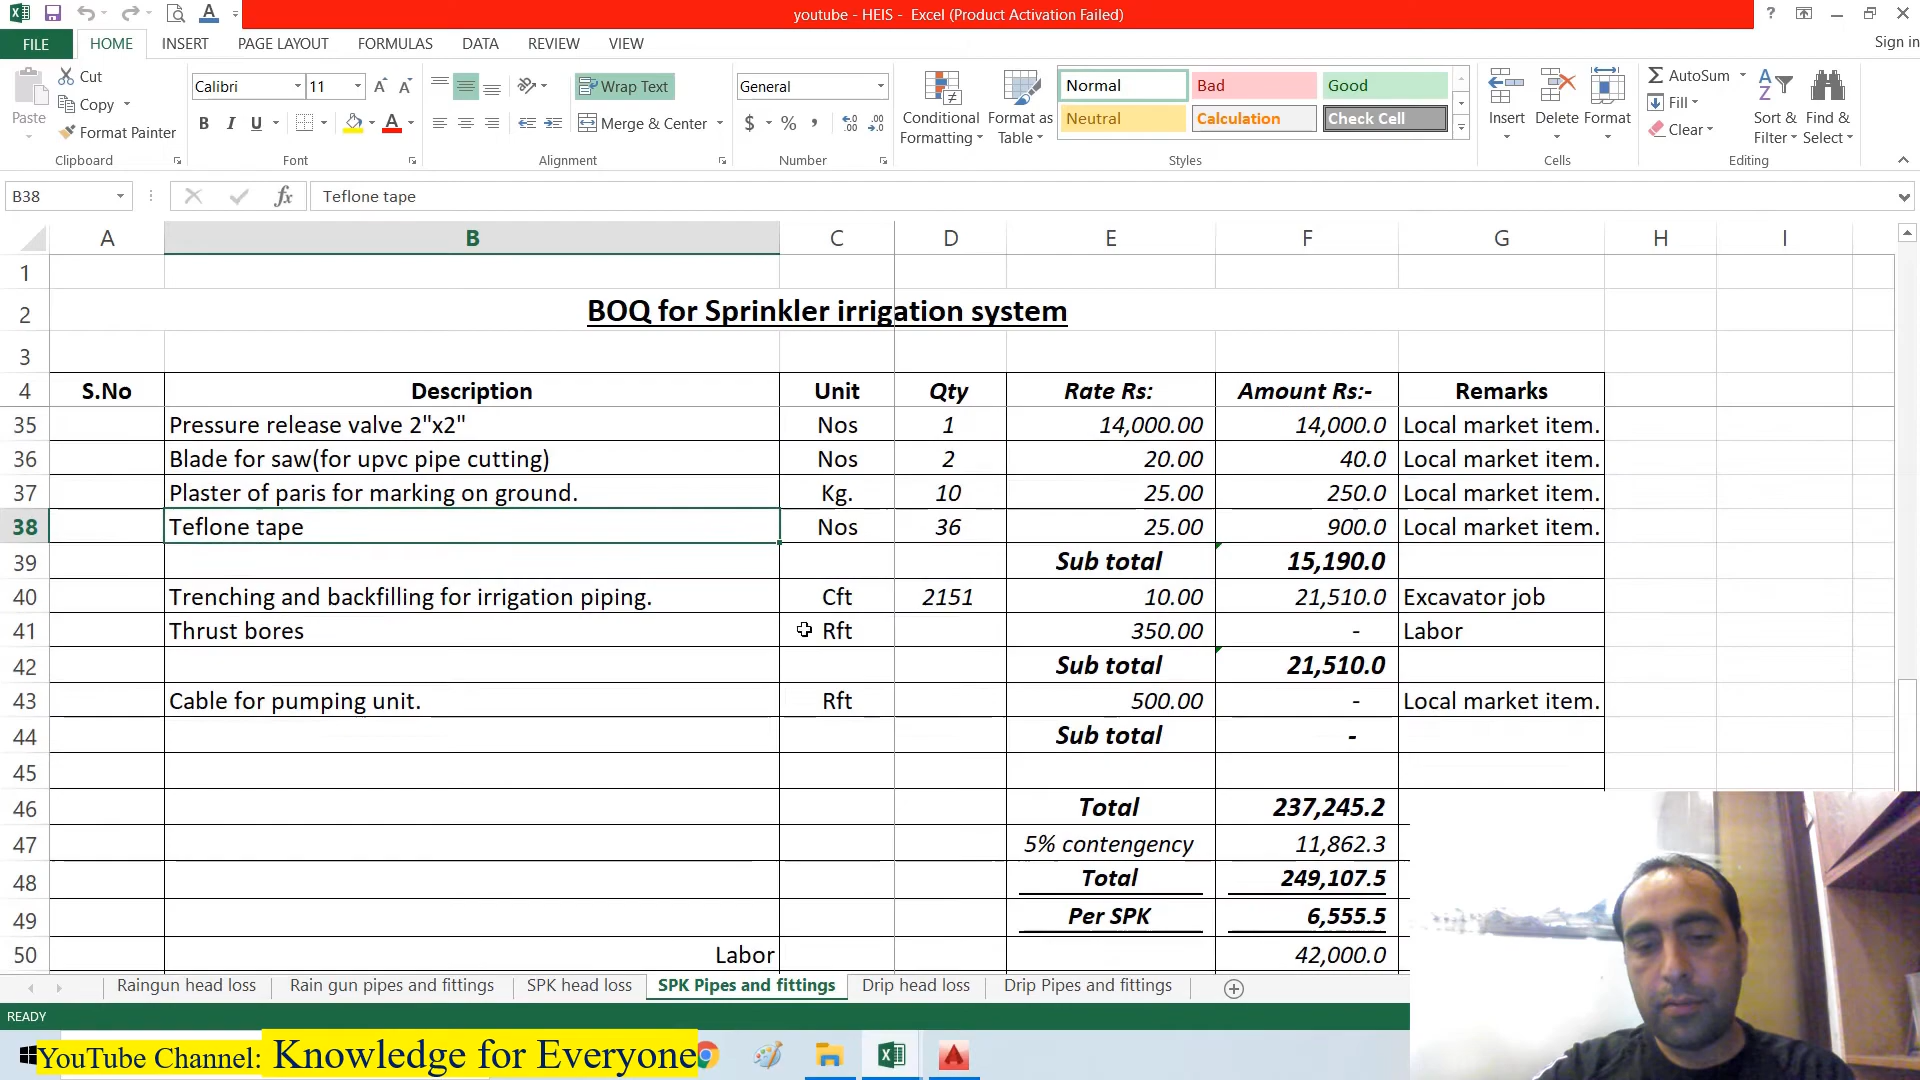 youtube - HEIS - Excel (Product Activation Failed)
FILE HOME INSERT PAGE LAYOUT FORMULAS DATA REVIEW VIEW Sign in
Paste Cut Copy Format Painter Clipboard
Calibri 11 B I U A Font
Wrap Text Merge & Center Alignment
General $ % , Number
Conditional Formatting Format as Table
Normal Bad Good
Neutral Calculation Check Cell
Styles
Insert Delete Format Cells
AutoSum Fill Clear Sort & Filter Find & Select Editing
B38 fx Teflone tape
A B C D E F G H I
1
2 BOQ for Sprinkler irrigation system
3
4 S.No Description Unit Qty Rate Rs: Amount Rs:- Remarks
35 Pressure release valve 2"x2" Nos 1 14,000.00 14,000.0 Local market item.
36 Blade for saw(for upvc pipe cutting) Nos 2 20.00 40.0 Local market item.
37 Plaster of paris for marking on ground. Kg. 10 25.00 250.0 Local market item.
38 Teflone tape Nos 36 25.00 900.0 Local market item.
39 Sub total 15,190.0
40 Trenching and backfilling for irrigation piping. Cft 2151 10.00 21,510.0 Excavator job
41 Thrust bores Rft 350.00 - Labor
42 Sub total 21,510.0
43 Cable for pumping unit. Rft 500.00 - Local market item.
44 Sub total -
45
46 Total 237,245.2
47 5% contengency 11,862.3
48 Total 249,107.5
49 Per SPK 6,555.5
50 Labor 42,000.0
Raingun head loss Rain gun pipes and fittings SPK head loss SPK Pipes and fittings Drip head loss Drip Pipes and fittings
READY
YouTube Channel: Knowledge for Everyone